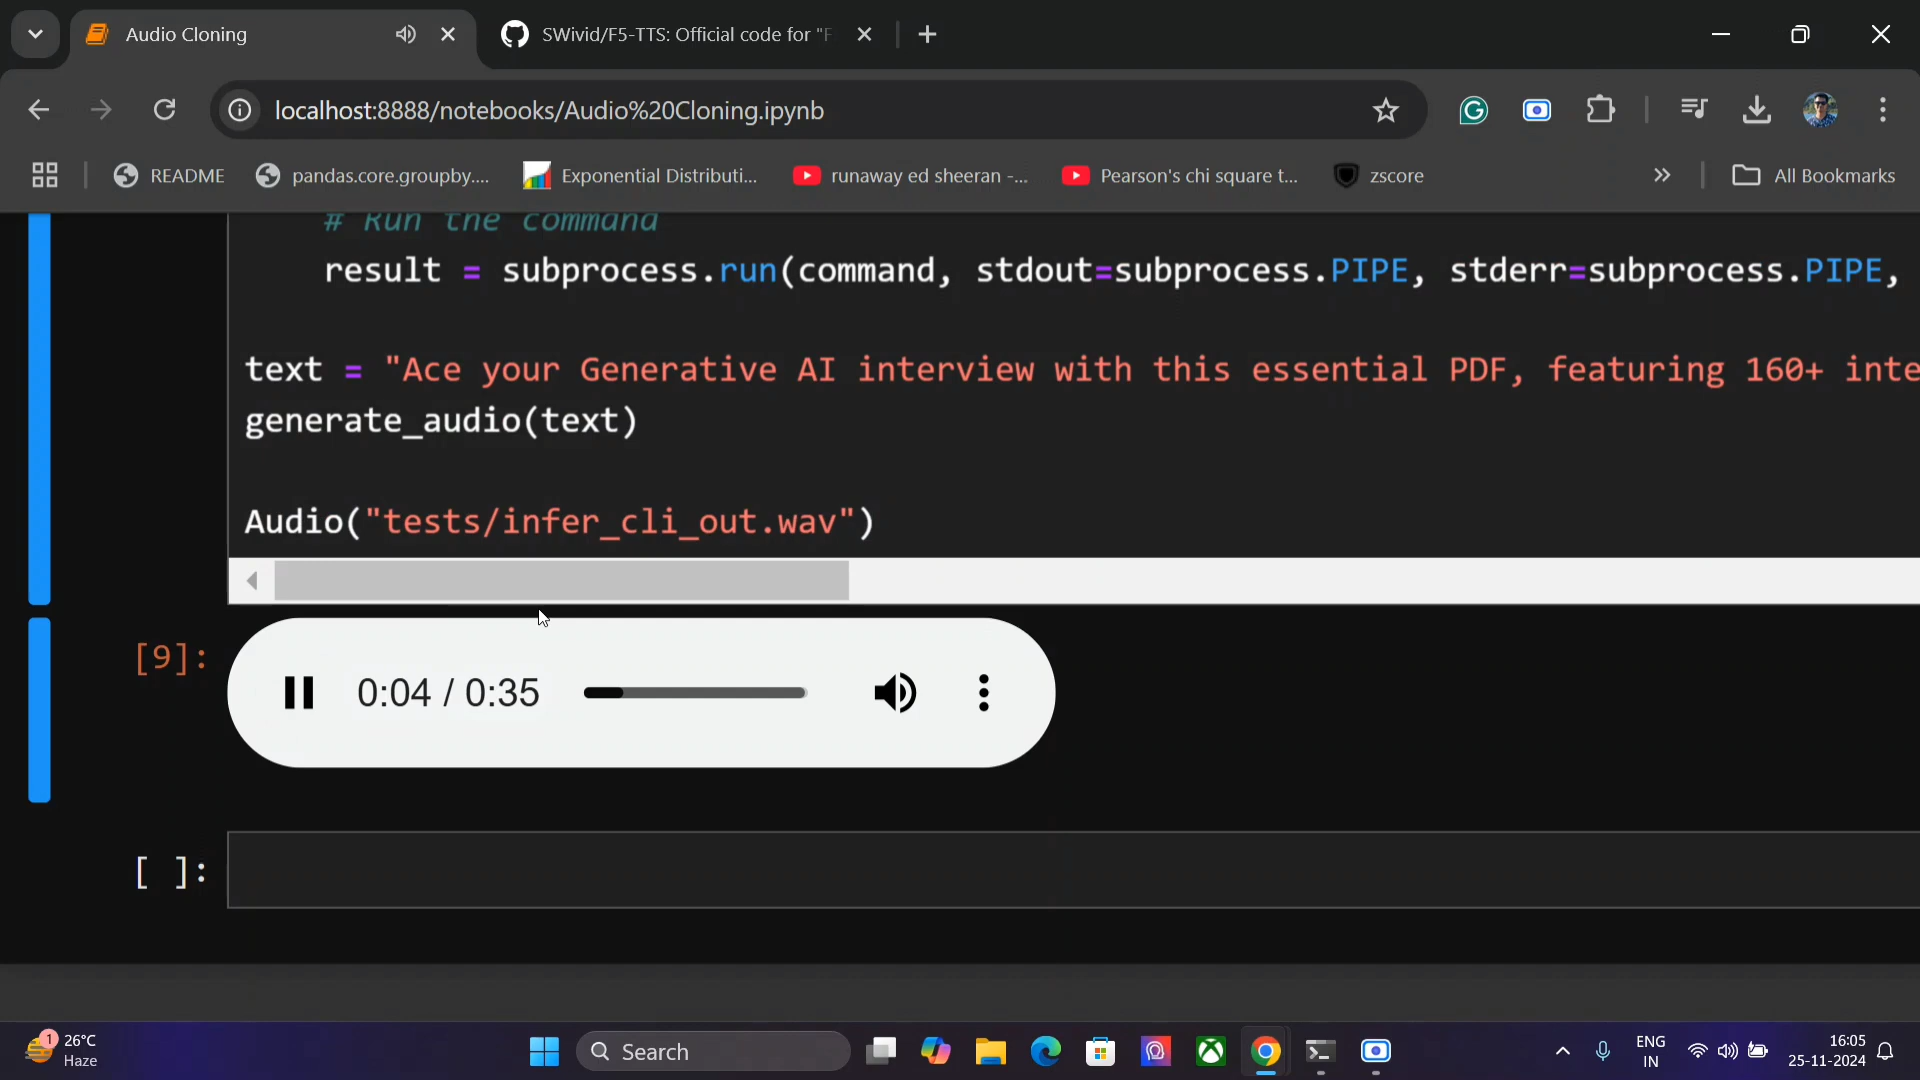 Audio Cloning
SWivid/F5-TTS: Official code for "F
localhost:8888/notebooks/Audio%20Cloning.ipynb
README
pandas.core.groupby....
Exponential Distributi...
runaway ed sheeran -...
Pearson's chi square t...
zscore
All Bookmarks
# Run the command
result = subprocess.run(command, stdout=subprocess.PIPE, stderr=subprocess.PIPE,
text = "Ace your Generative AI interview with this essential PDF, featuring 160+ inte
generate_audio(text)
Audio("tests/infer_cli_out.wav")
[9]:
0:04 / 0:35
[ ]:
1
26°C
Haze
Search
ENG
IN
16:05
25-11-2024